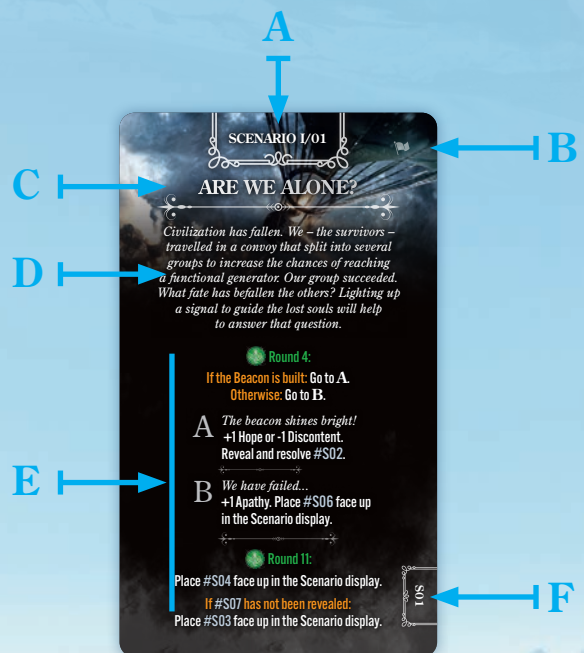 A
SCENARIO I/01
B
C
ARE WE ALONE?
Civilization has fallen. We – the survivors –
travelled in a convoy that split into several
groups to increase the chances of reaching
D
a functional generator. Our group succeeded.
What fate has befallen the others? Lighting up
a signal to guide the lost souls will help
to answer that question.
Round 4:
If the Beacon is built: Go to A.
Otherwise: Go to B.
A
The beacon shines bright!
+1 Hope or -1 Discontent.
Reveal and resolve #S02.
E
B
We have failed...
+1 Apathy. Place #S06 face up
in the Scenario display.
Round 11:
Place #S04 face up in the Scenario display.
If #S07 has not been revealed:
Place #S03 face up in the Scenario display.
S01
F